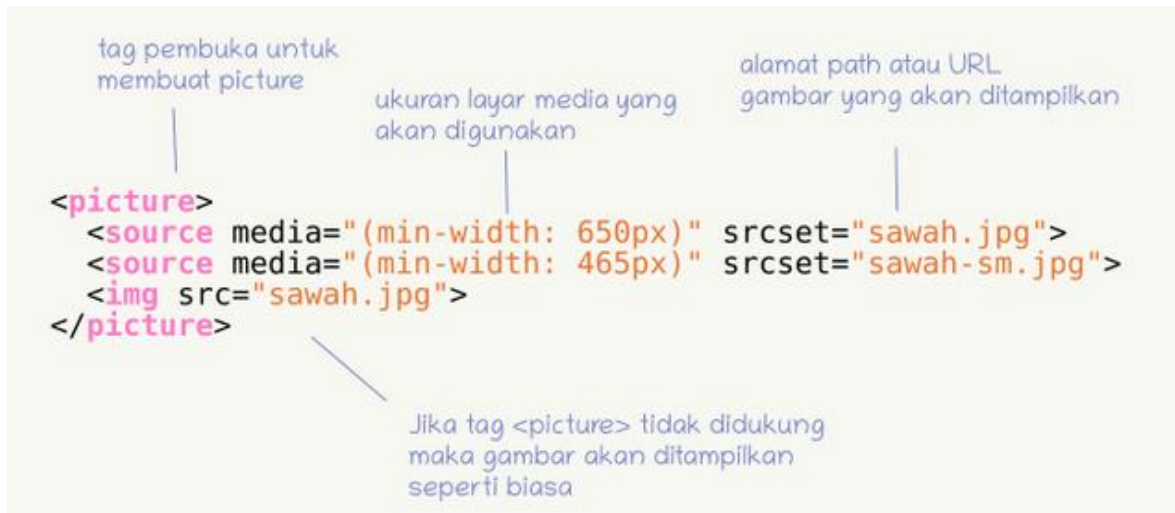 tag pembuka untuk
membuat picture
ukuran layar media yang
akan digunakan
alamat path atau URL
gambar yang akan ditampilkan
<picture>
  <source media="(min-width: 650px)" srcset="sawah.jpg">
  <source media="(min-width: 465px)" srcset="sawah-sm.jpg">
  <img src="sawah.jpg">
</picture>
Jika tag <picture> tidak didukung
maka gambar akan ditampilkan
seperti biasa